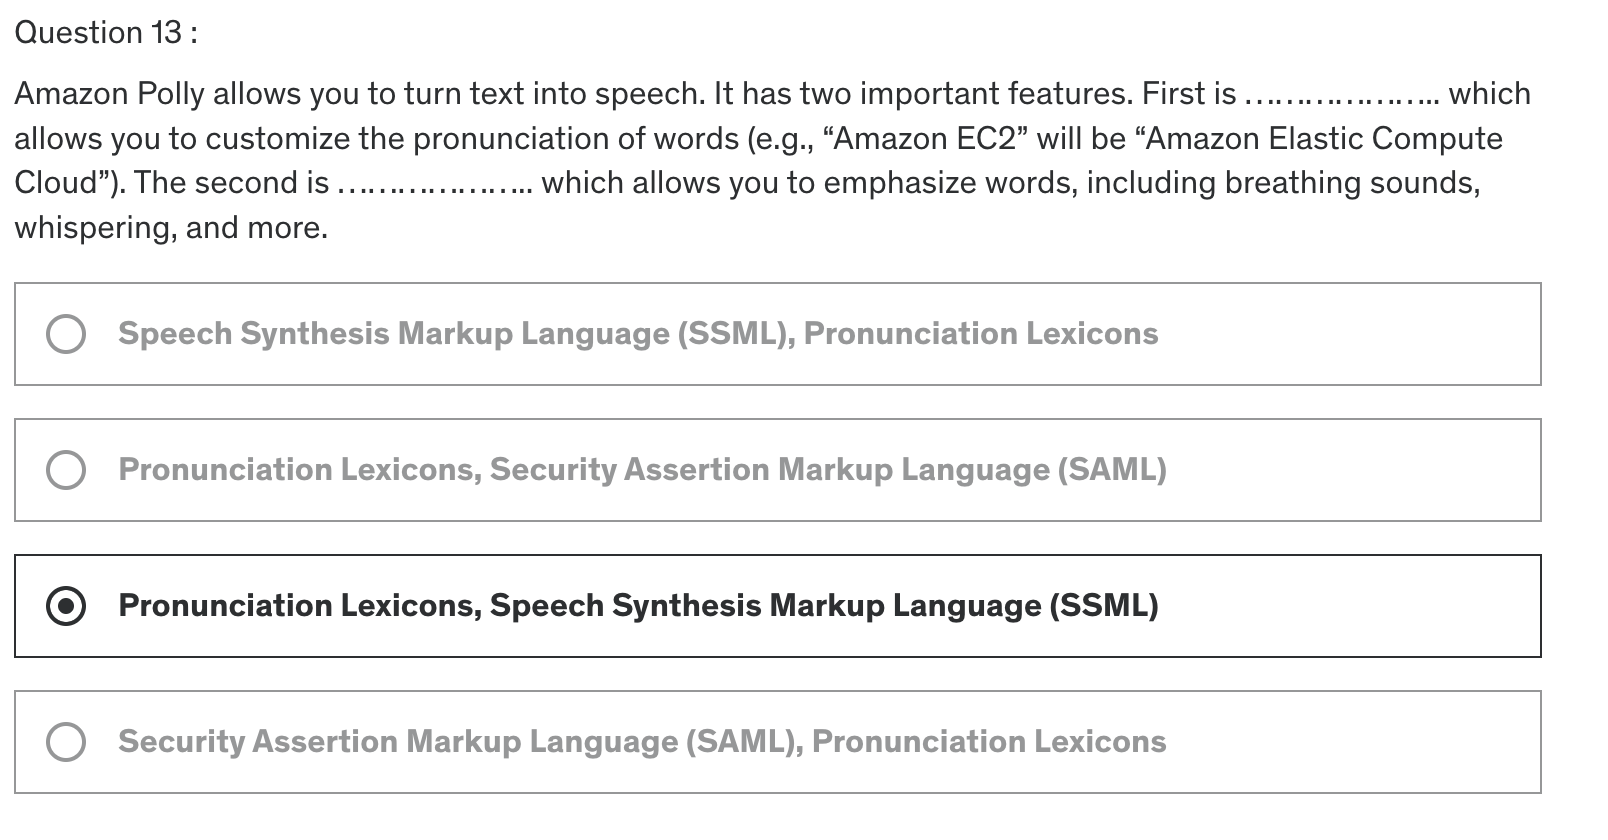 Question 13 :
Amazon Polly allows you to turn text into speech. It has two important features. First is ……………….. which
allows you to customize the pronunciation of words (e.g., “Amazon EC2” will be “Amazon Elastic Compute
Cloud”). The second is ……………….. which allows you to emphasize words, including breathing sounds,
whispering, and more.
Speech Synthesis Markup Language (SSML), Pronunciation Lexicons
Pronunciation Lexicons, Security Assertion Markup Language (SAML)
Pronunciation Lexicons, Speech Synthesis Markup Language (SSML)
Security Assertion Markup Language (SAML), Pronunciation Lexicons